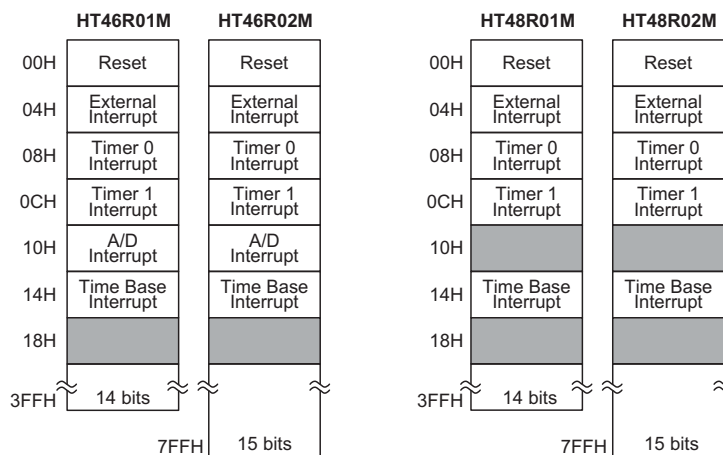 HT46R01M HT46R02M HT48R01M HT48R02M
00H Reset Reset 00H Reset Reset
04H External Interrupt External Interrupt 04H External Interrupt External Interrupt
08H Timer 0 Interrupt Timer 0 Interrupt 08H Timer 0 Interrupt Timer 0 Interrupt
0CH Timer 1 Interrupt Timer 1 Interrupt 0CH Timer 1 Interrupt Timer 1 Interrupt
10H A/D Interrupt A/D Interrupt 10H
14H Time Base Interrupt Time Base Interrupt 14H Time Base Interrupt Time Base Interrupt
18H 18H
3FFH 14 bits 3FFH 14 bits
7FFH 15 bits 7FFH 15 bits